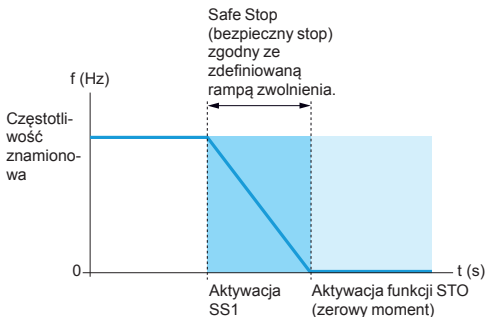 Safe Stop
(bezpieczny stop)
zgodny ze
zdefiniowaną
rampą zwolnienia.
f (Hz)
Częstotli-
wość
znamiono-
wa
0
t (s)
Aktywacja
SS1
Aktywacja funkcji STO
(zerowy moment)